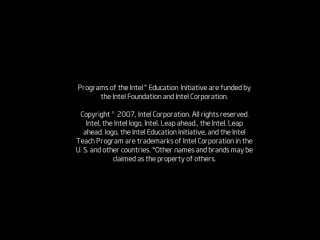 Programs of the Intel® Education Initiative are funded by
the Intel Foundation and Intel Corporation.
Copyright © 2007, Intel Corporation. All rights reserved.
Intel, the Intel logo, Intel. Leap ahead., the Intel. Leap
ahead. logo, the Intel Education Initiative, and the Intel
Teach Program are trademarks of Intel Corporation in the
U. S. and other countries. *Other names and brands may be
claimed as the property of others.